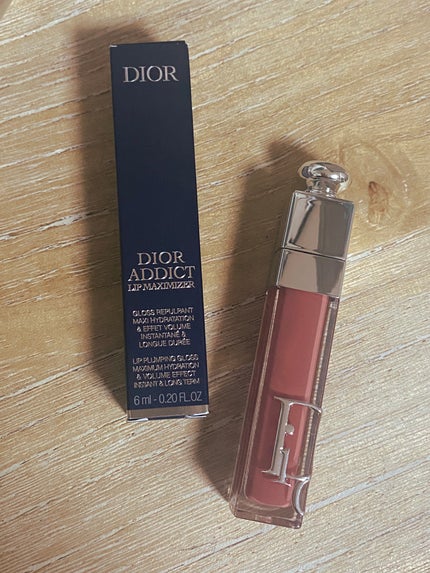 DIOR
DIOR
ADDICT
LIP MAXIMIZER
GLOSS REPULPANT
MAXI HYDRATATION
& EFFET VOLUME
INSTANTANÉ &
LONGUE DURÉE
LIP PLUMPING GLOSS
MAXIMUM HYDRATION
& VOLUME EFFECT
INSTANT & LONG TERM
6 ml - 0.20 FL.OZ